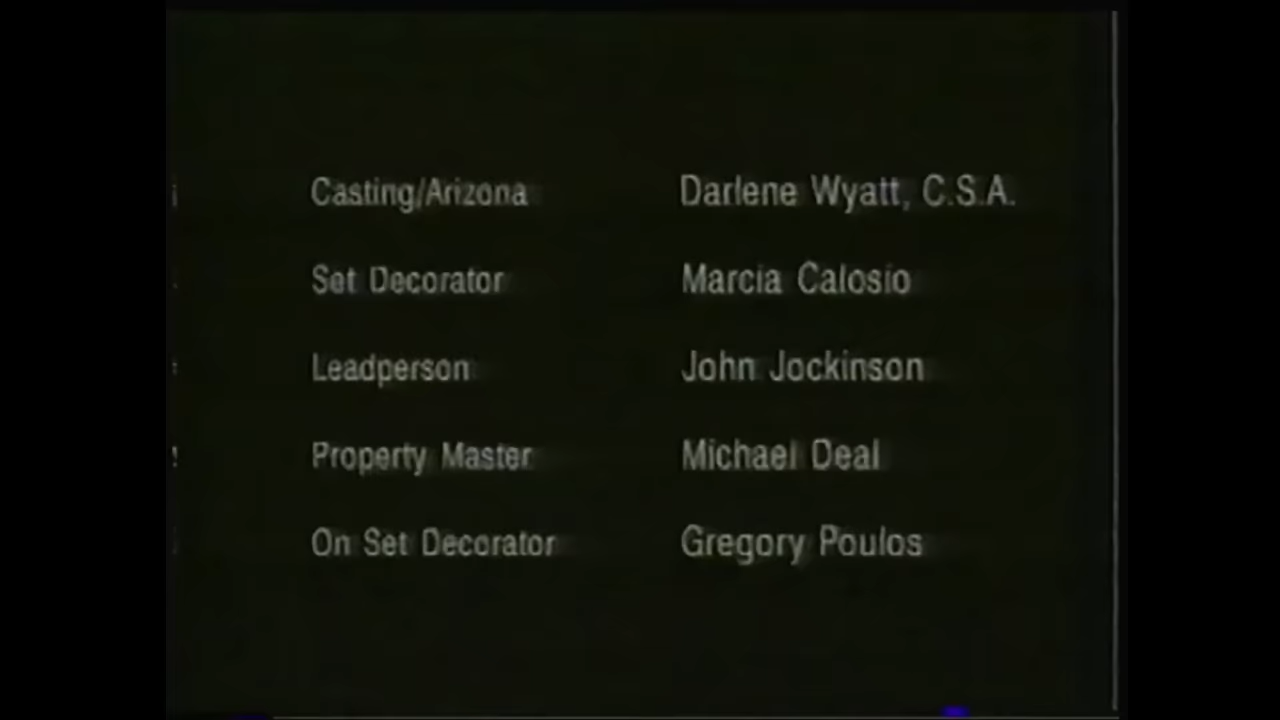 Casting/Arizona Darlene Wyatt, C.S.A.
Set Decorator Marcia Calosio
Leadperson John Jockinson
Property Master Michael Deal
On Set Decorator Gregory Poulos